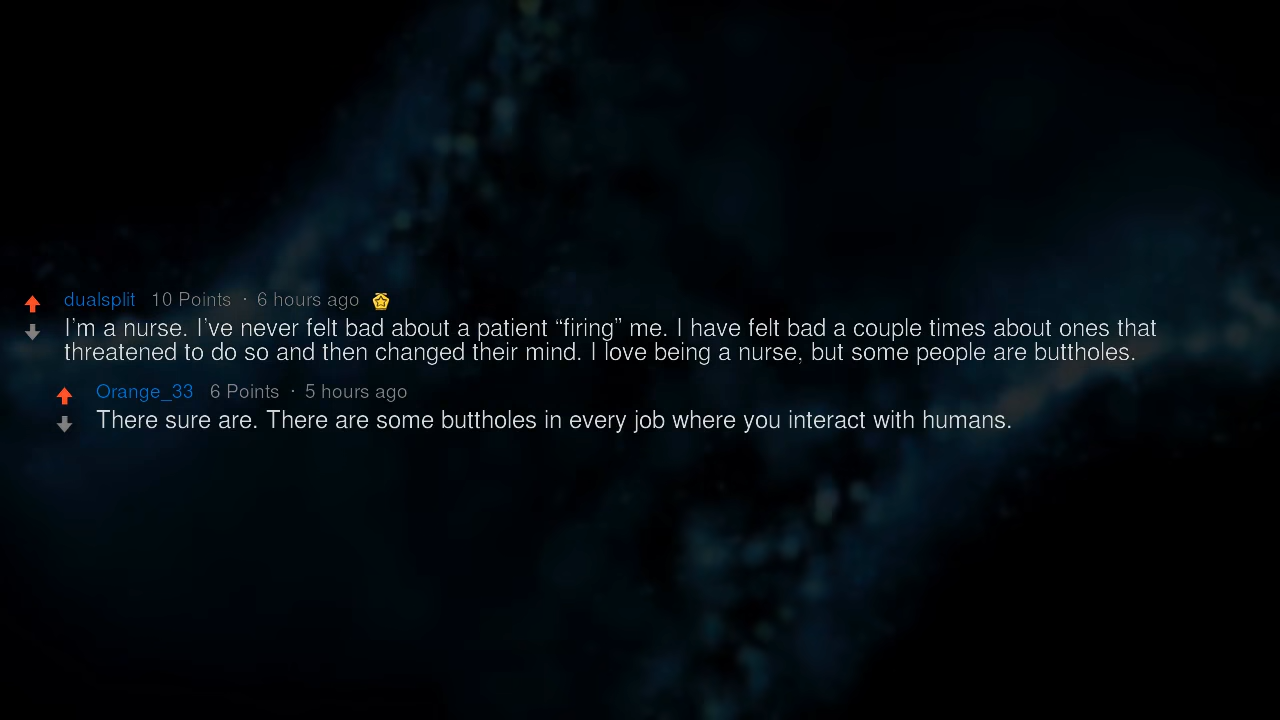 dualsplit 10 Points · 6 hours ago
I'm a nurse. I've never felt bad about a patient “firing” me. I have felt bad a couple times about ones that
threatened to do so and then changed their mind. I love being a nurse, but some people are buttholes.
Orange_33 6 Points · 5 hours ago
There sure are. There are some buttholes in every job where you interact with humans.